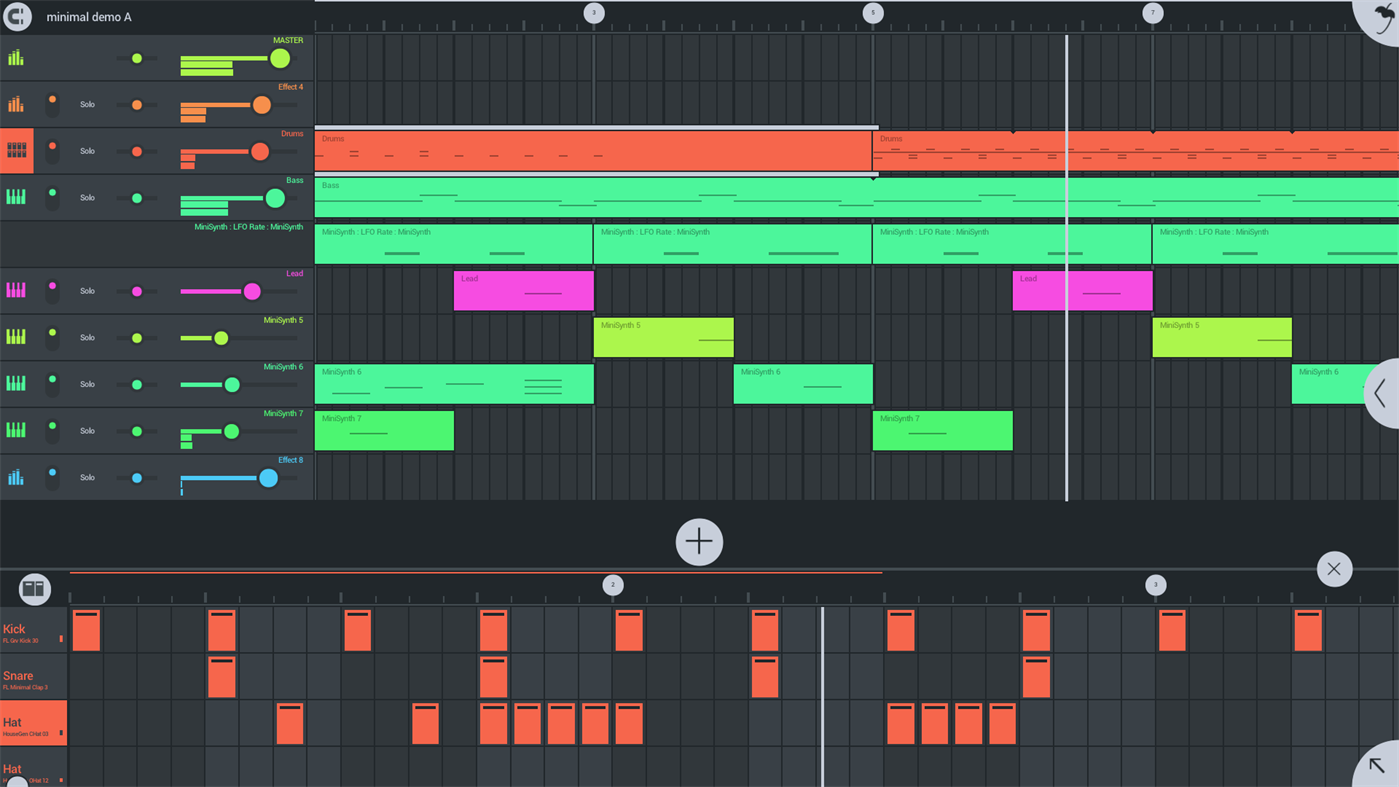 minimal demo A
3
5
7
MASTER
Effect 4
Solo
Drums
Solo
Drums
Drums
Bass
Solo
Bass
MiniSynth : LFO Rate : MiniSynth
MiniSynth : LFO Rate : MiniSynth
MiniSynth : LFO Rate : MiniSynth
MiniSynth : LFO Rate : MiniSynth
MiniSynth : LFO Rate : MiniSynth
Lead
Solo
Lead
Lead
MiniSynth 5
Solo
MiniSynth 5
MiniSynth 5
MiniSynth 6
Solo
MiniSynth 6
MiniSynth 6
MiniSynth 6
MiniSynth 7
Solo
MiniSynth 7
MiniSynth 7
Effect 8
Solo
2
3
Kick
FL Grv Kick 30
Snare
FL Minimal Clap 3
Hat
HouseGen CHat 03
Hat
OHat 12